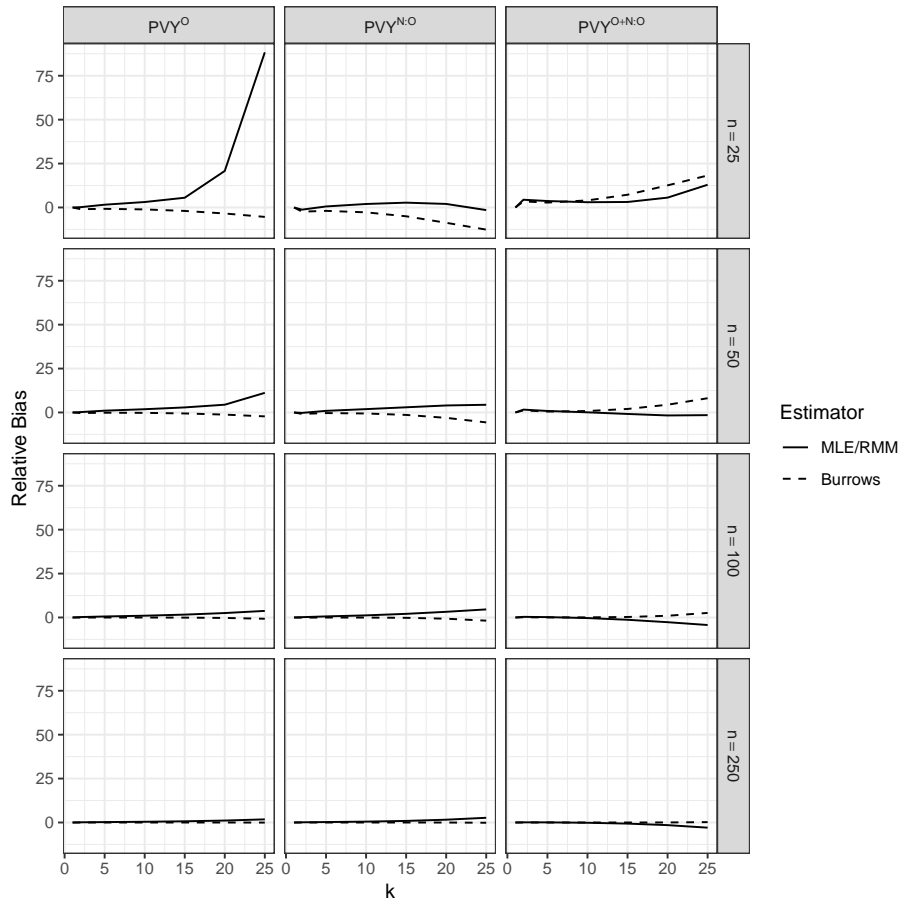 PVY^O PVY^N:O PVY^O+N:O
Relative Bias
75
50
25
0
n = 25
75
50
25
0
n = 50
75
50
25
0
n = 100
75
50
25
0
n = 250
0 5 10 15 20 25 0 5 10 15 20 25 0 5 10 15 20 25
k
Estimator
MLE/RMM
Burrows